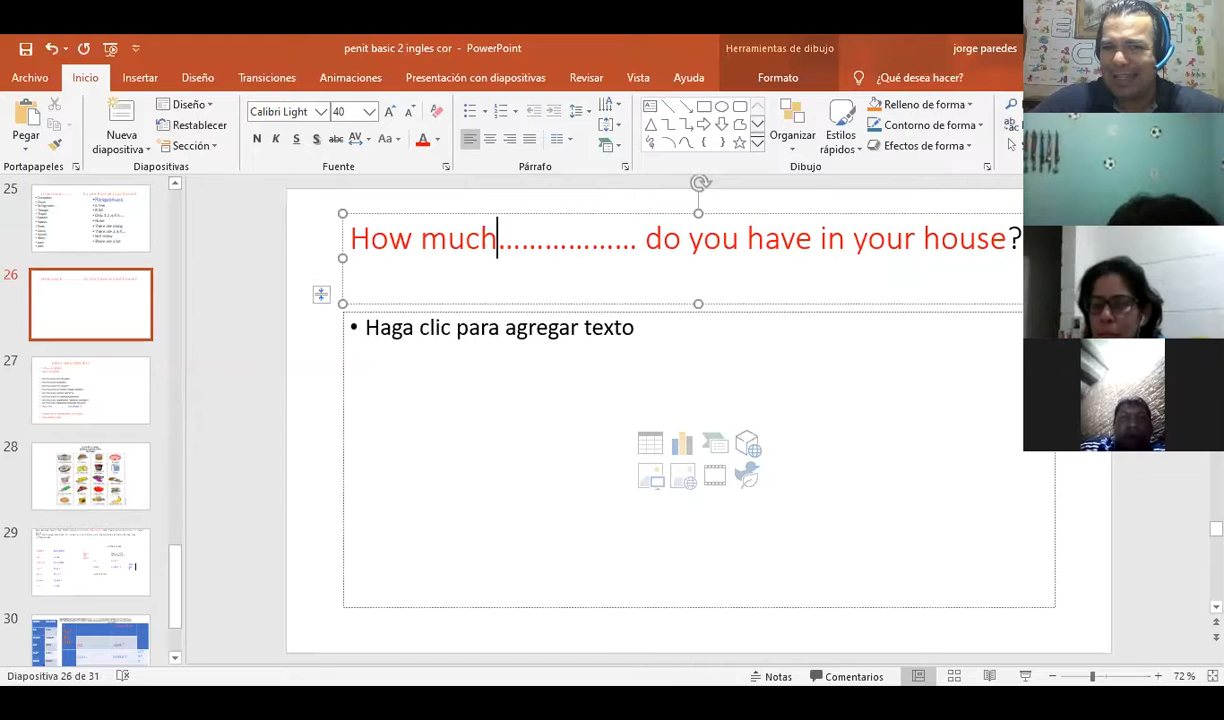 penit basic 2 ingles cor - PowerPoint
Herramientas de dibujo
jorge paredes
Archivo Inicio Insertar Diseño Transiciones Animaciones Presentación con diapositivas Revisar Vista Ayuda Formato ¿Qué desea hacer?
Pegar
Nueva diapositiva
Diseño
Restablecer
Sección
Calibri Light 40
N K S S abc AV Aa A
Organizar
Estilos rápidos
Relleno de forma
Contorno de forma
Efectos de forma
Portapapeles Diapositivas Fuente Párrafo Dibujo
25
26
27
28
29
30
How much……………… do you have in your house?
• Haga clic para agregar texto
Diapositiva 26 de 31
Notas Comentarios 72 %